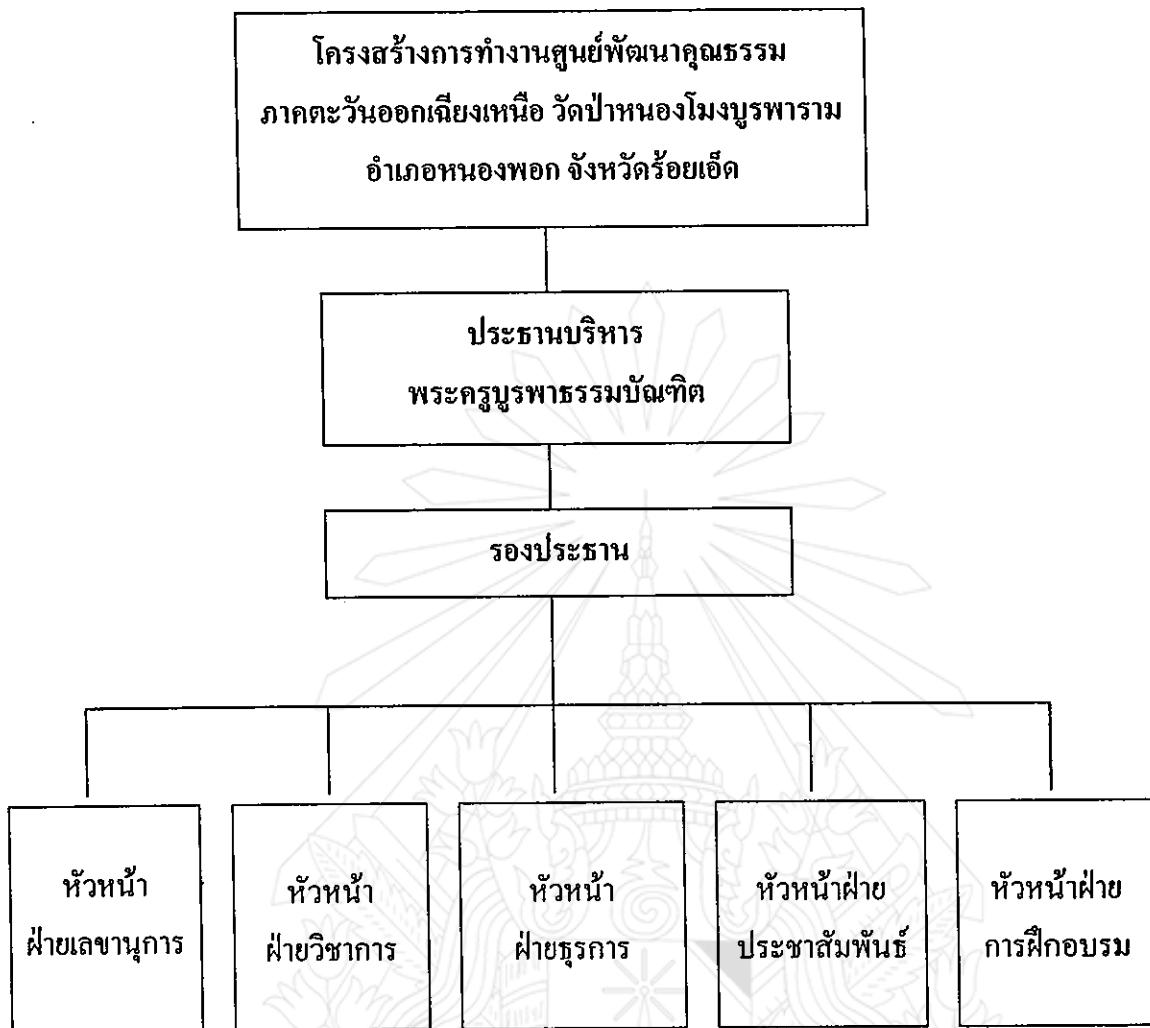 โครงสร้างการทำงานศูนย์พัฒนาคุณธรรม
ภาคตะวันออกเฉียงเหนือ วัดป่าหนองโมงบูรพาราม
อำเภอหนองพอก จังหวัดร้อยเอ็ด
ประธานบริหาร
พระครูบูรพาธรรมบัณฑิต
รองประธาน
หัวหน้า
ฝ่ายเลขานุการ
หัวหน้า
ฝ่ายวิชาการ
หัวหน้า
ฝ่ายธุรการ
หัวหน้าฝ่าย
ประชาสัมพันธ์
หัวหน้าฝ่าย
การฝึกอบรม